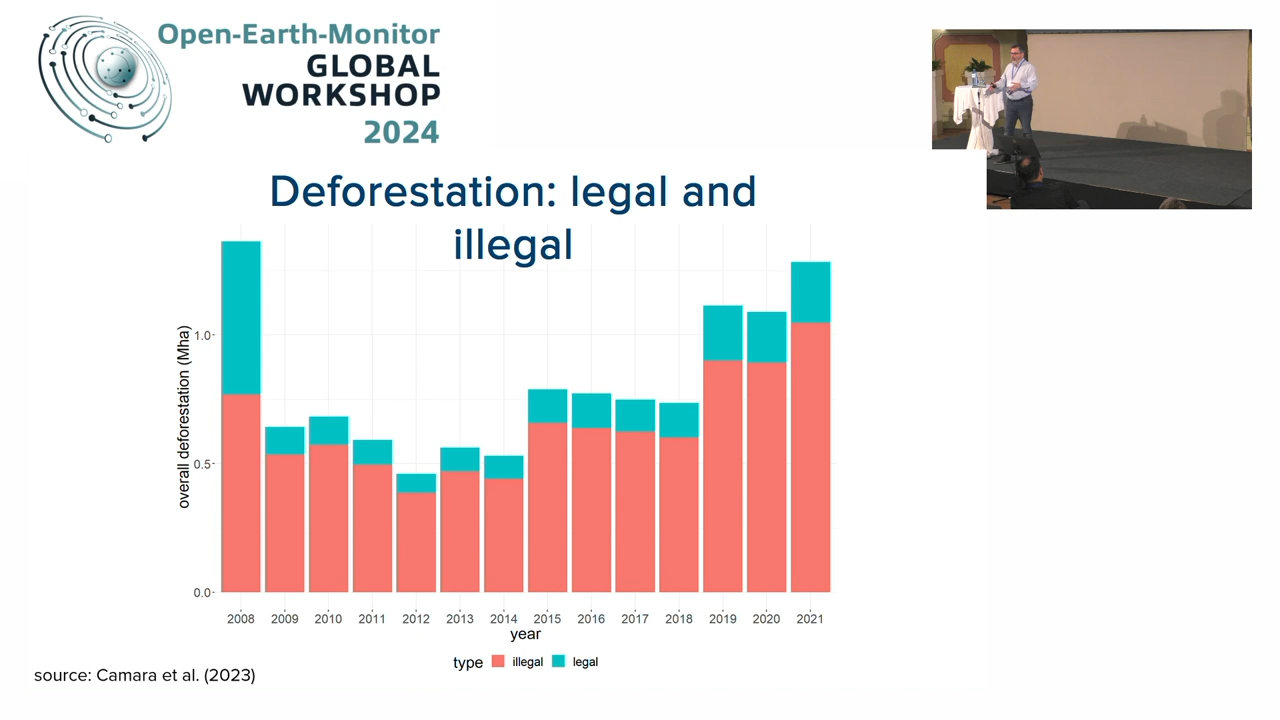 Open-Earth-Monitor
GLOBAL
WORKSHOP
2024
Deforestation: legal and
illegal
overall deforestation (Mha)
1.0
0.5
0.0
2008 2009 2010 2011 2012 2013 2014 2015 2016 2017 2018 2019 2020 2021
year
type illegal legal
source: Camara et al. (2023)